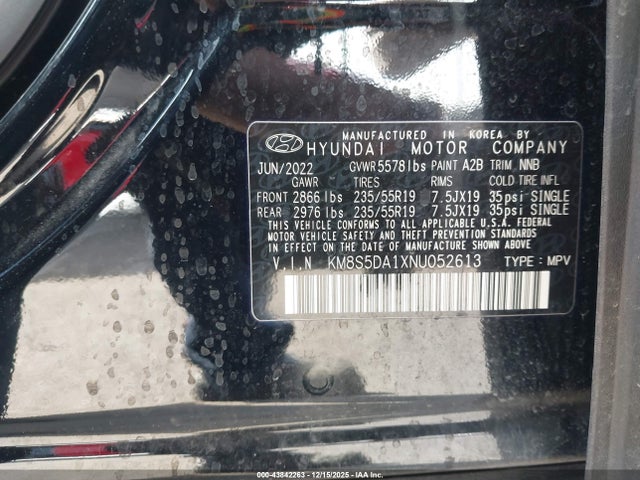 MANUFACTURED IN KOREA BY
HYUNDAI MOTOR COMPANY
JUN/2022 GVWR 5578lbs PAINT A2B TRIM NNB
GAWR TIRES RIMS COLD TIRE INFL
FRONT 2866 lbs 235/55R19 7.5JX19 35psi SINGLE
REAR 2976 lbs 235/55R19 7.5JX19 35psi SINGLE
THIS VEHICLE CONFORMS TO ALL APPLICABLE U.S.A. FEDERAL
MOTOR VEHICLE SAFETY AND THEFT PREVENTION STANDARDS
IN EFFECT ON THE DATE OF MANUFACTURE SHOWN ABOVE.
V.I.N KM8S5DA1XNU052613 TYPE: MPV
000-43842263 - 12/15/2025 - IAA Inc.